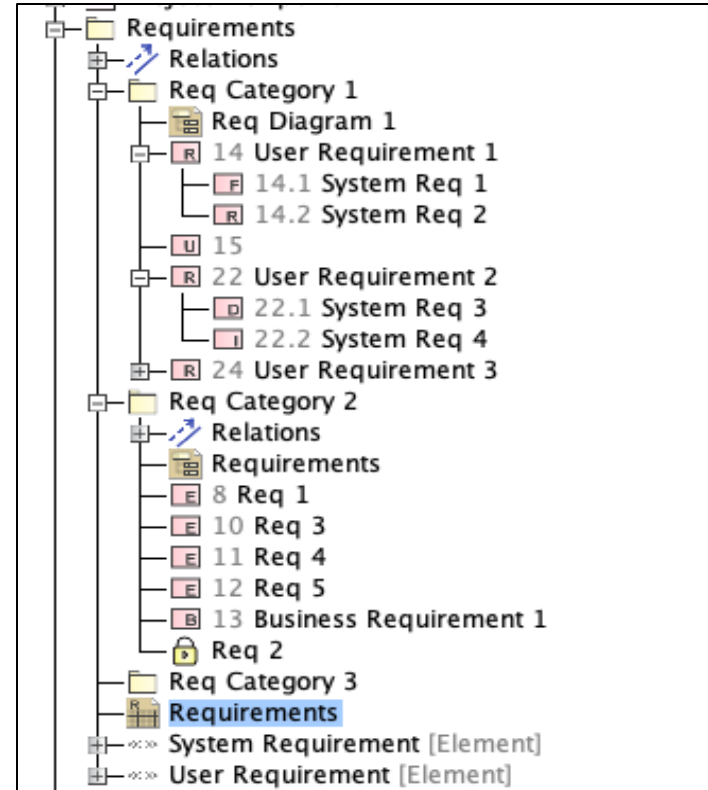 Requirements
Relations
Req Category 1
Req Diagram 1
R 14 User Requirement 1
F 14.1 System Req 1
R 14.2 System Req 2
U 15
R 22 User Requirement 2
D 22.1 System Req 3
I 22.2 System Req 4
R 24 User Requirement 3
Req Category 2
Relations
Requirements
E 8 Req 1
E 10 Req 3
E 11 Req 4
E 12 Req 5
B 13 Business Requirement 1
Req 2
Req Category 3
R Requirements
«» System Requirement [Element]
«» User Requirement [Element]